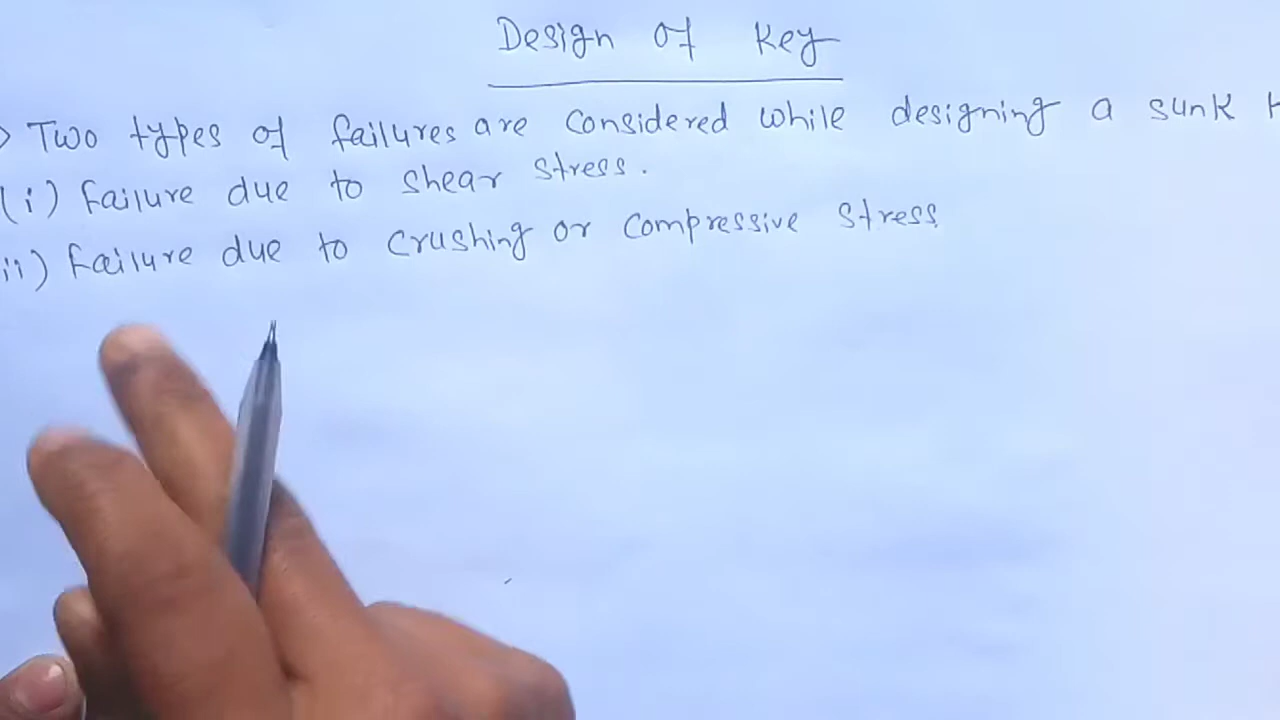 Design of Key
Two types of failures are considered while designing a sunk
(i) Failure due to shear stress.
ii) Failure due to crushing or compressive stress